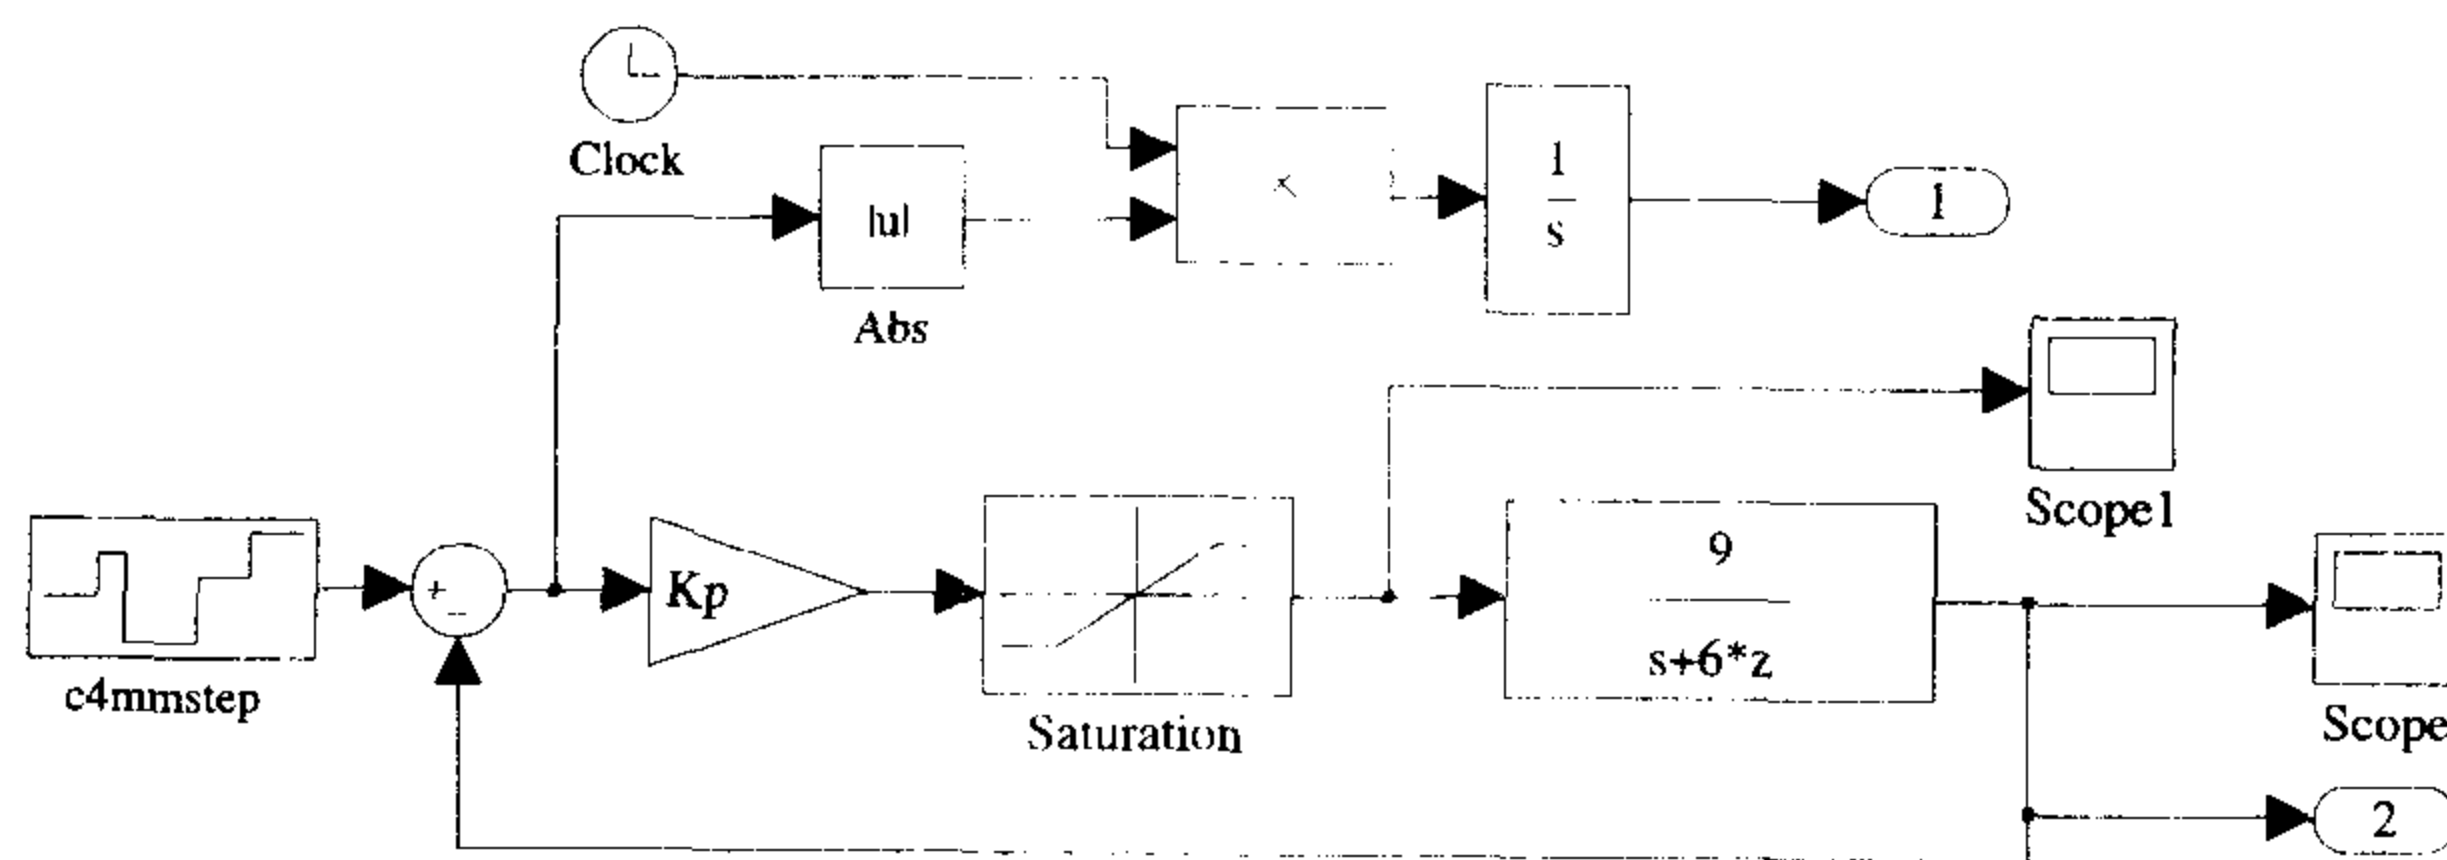 Clock
|u|
Abs
1
s
1
Scope1
c4mmstep
+
−
Kp
Saturation
9
s+6*z
Scope
2